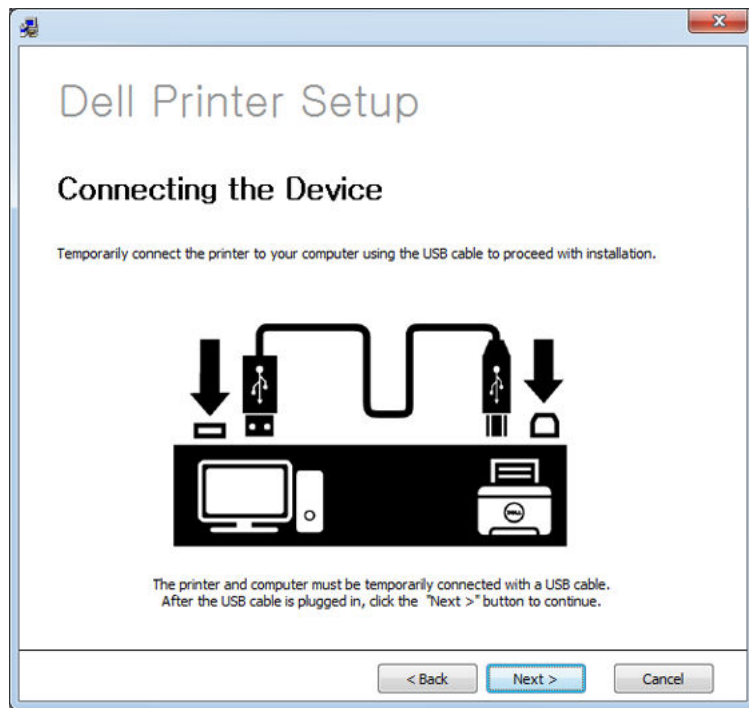 Dell Printer Setup
Connecting the Device
Temporarily connect the printer to your computer using the USB cable to proceed with installation.
DELL
The printer and computer must be temporarily connected with a USB cable.
After the USB cable is plugged in, click the "Next >" button to continue.
< Back
Next >
Cancel